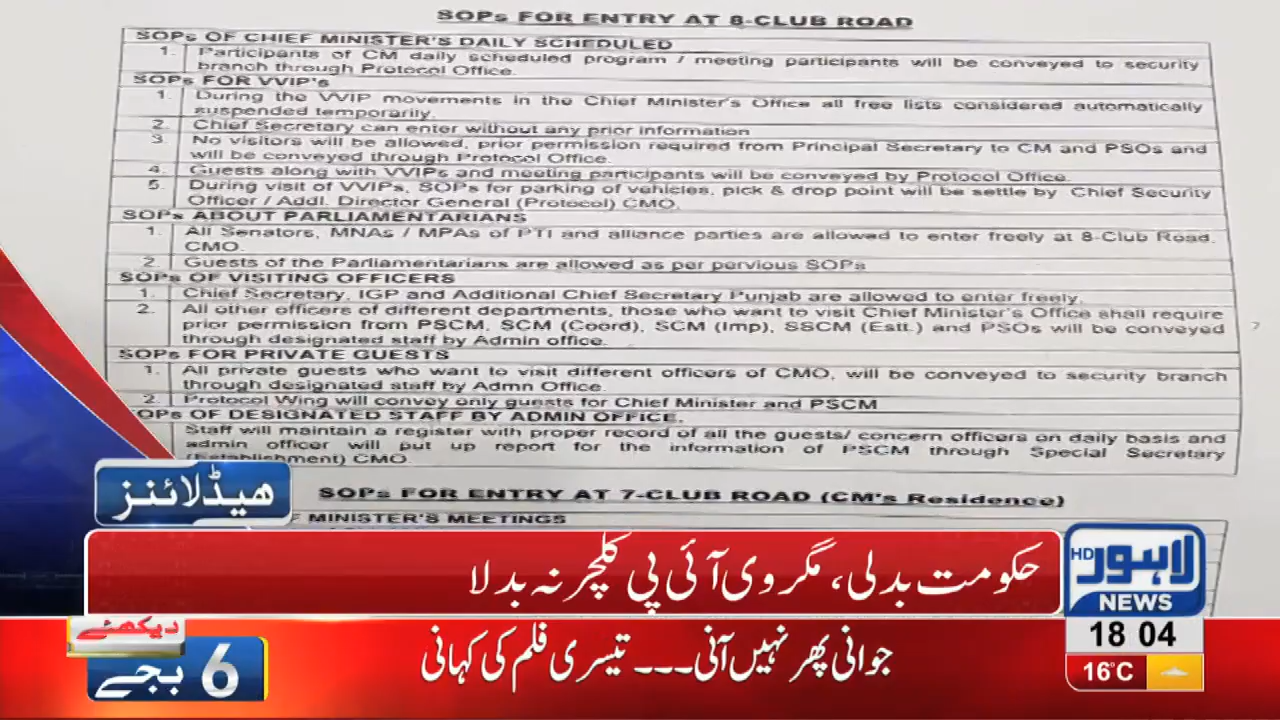 SOPs FOR ENTRY AT 8-CLUB ROAD
SOPs OF CHIEF MINISTER'S DAILY SCHEDULED
1. Participants of CM daily scheduled program / meeting participants will be conveyed to security
branch through Protocol Office.
SOPs FOR VVIP's
1. During the VVIP movements in the Chief Minister's Office all free lists considered automatically
suspended temporarily.
2. Chief Secretary can enter without any prior information
3. No visitors will be allowed, prior permission required from Principal Secretary to CM and PSOs and
will be conveyed through Protocol Office.
4. Guests along with VVIPs and meeting participants will be conveyed by Protocol Office.
5. During visit of VVIPs, SOPs for parking of vehicles, pick & drop point will be settle by Chief Security
Officer / Addl. Director General (Protocol) CMO.
SOPs ABOUT PARLIAMENTARIANS
1. All Senators, MNAs / MPAs of PTI and alliance parties are allowed to enter freely at 8-Club Road.
CMO.
2. Guests of the Parliamentarians are allowed as per pervious SOPs
SOPs OF VISITING OFFICERS
1. Chief Secretary, IGP and Additional Chief Secretary Punjab are allowed to enter freely.
2. All other officers of different departments, those who want to visit Chief Minister's Office shall require
prior permission from PSCM, SCM (Coord), SCM (Imp), SSCM (Estt.) and PSOs will be conveyed
through designated staff by Admin office.
SOPs FOR PRIVATE GUESTS
1. All private guests who want to visit different officers of CMO, will be conveyed to security branch
through designated staff by Admn Office.
2. Protocol Wing will convey only guests for Chief Minister and PSCM
OPs OF DESIGNATED STAFF BY ADMIN OFFICE.
Staff will maintain a register with proper record of all the guests/ concern officers on daily basis and
admin officer will put up report for the information of PSCM through Special Secretary
(Establishment) CMO.
SOPs FOR ENTRY AT 7-CLUB ROAD (CM's Residence)
F MINISTER'S MEETINGS
ہیڈلائنز
حکومت بدلی، مگر وی آئی پی کلچر نہ بدلا
لاہور HD
NEWS
18 04
16°C
دیکھئے
6 بجے
جوانی پھر نہیں آنی۔۔۔ تیسری فلم کی کہانی